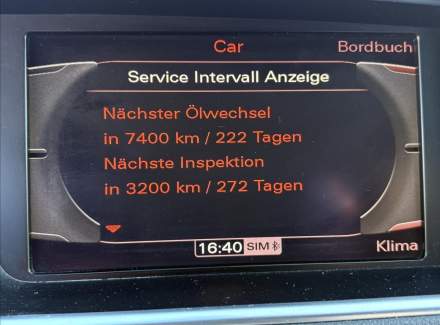 Car
Bordbuch
Service Intervall Anzeige
Nächster Ölwechsel
in 7400 km / 222 Tagen
Nächste Inspektion
in 3200 km / 272 Tagen
16:40 SIM
Klima